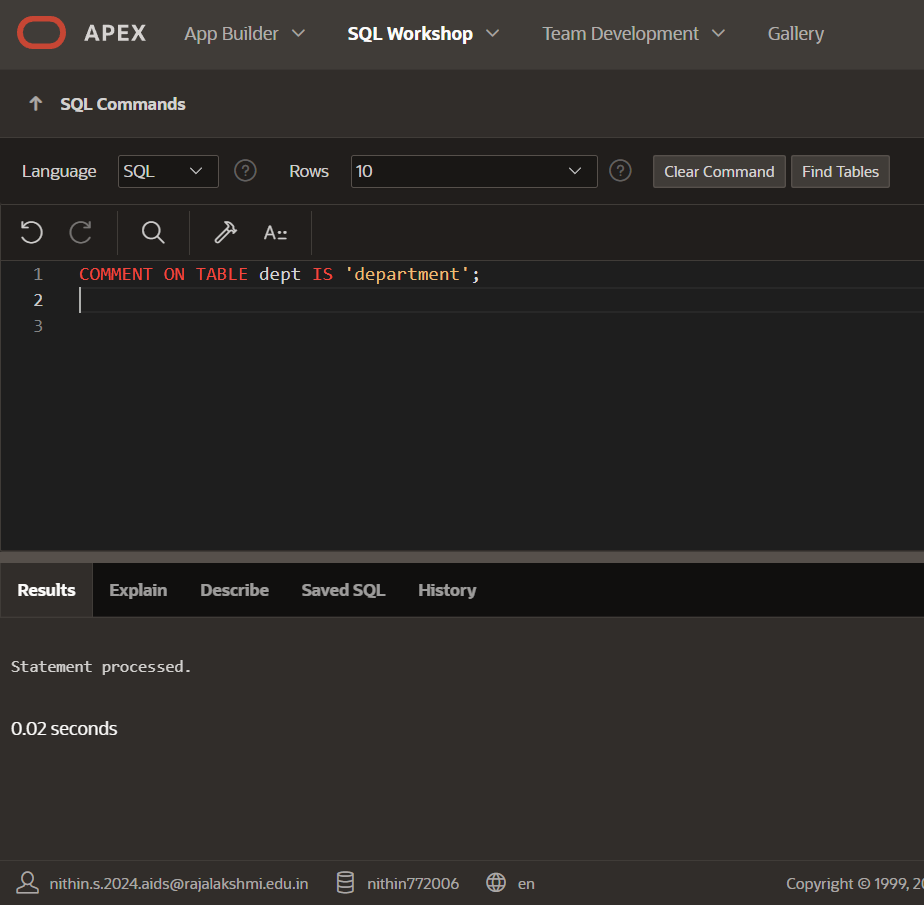 APEX App Builder SQL Workshop Team Development Gallery
SQL Commands
Language SQL ? Rows 10 ? Clear Command Find Tables
A::
1 COMMENT ON TABLE dept IS 'department';
2
3
Results Explain Describe Saved SQL History
Statement processed.
0.02 seconds
nithin.s.2024.aids@rajalakshmi.edu.in nithin772006 en Copyright © 1999, 20